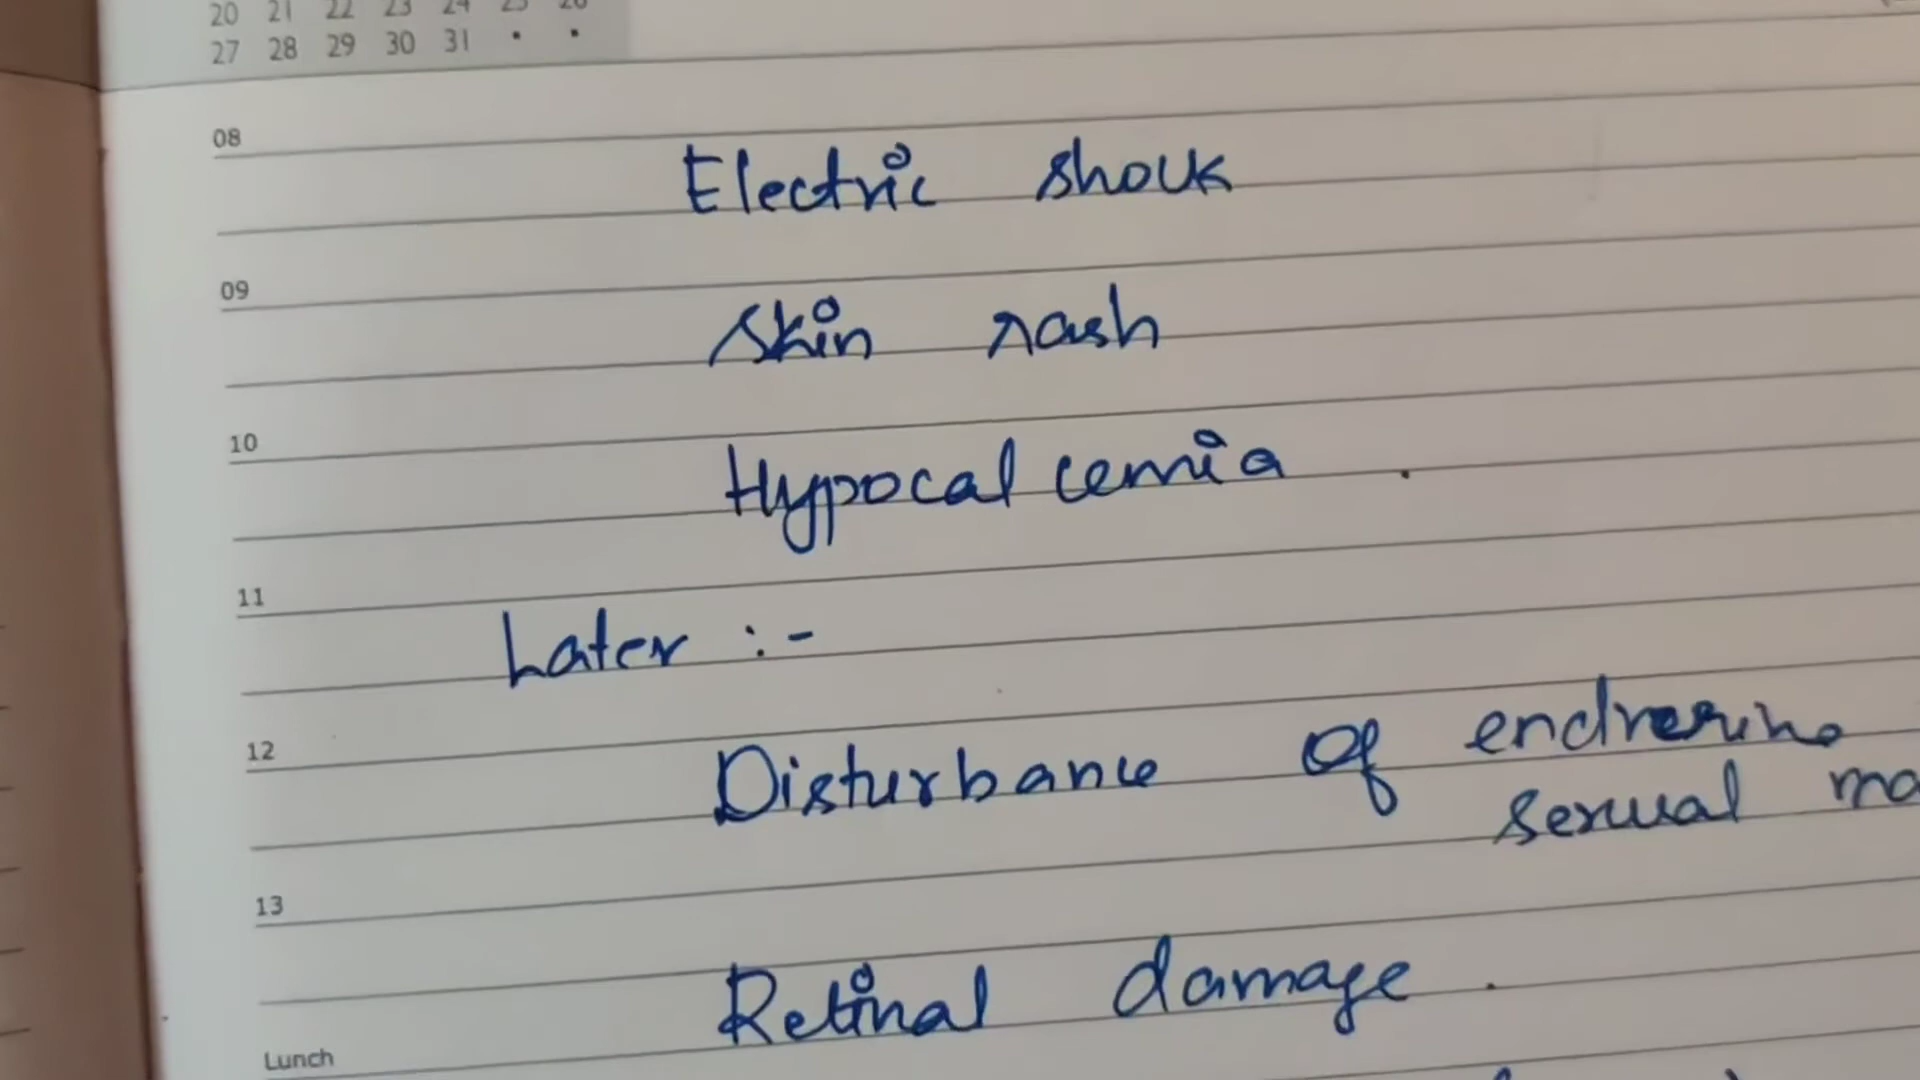 20 21 22 23 24 25 26
27 28 29 30 31
08
Electric shock
09
Skin rash
10
Hypocalcemia .
11
Later :-
12
Disturbance of
sexual
13
Retinal damage .
Lunch